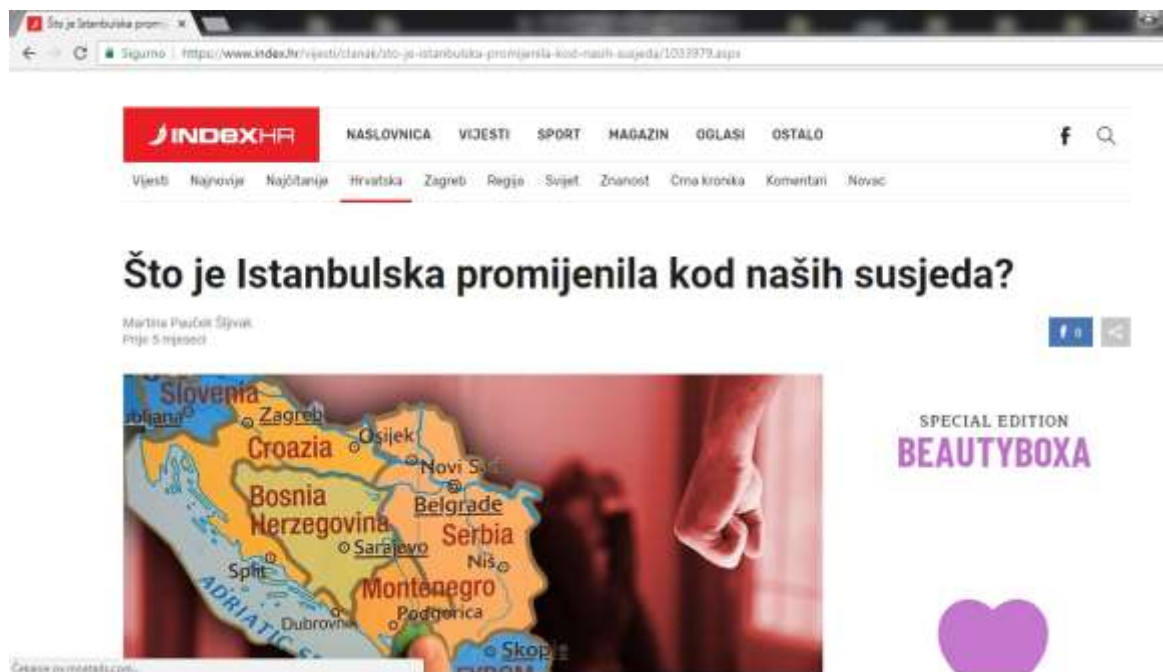 Što je Istanbulska prom
Sigurno https://www.index.hr/vijesti/clanak/sto-je-istanbulska-promijenila-kod-nasih-susjeda/1033979.aspx
INDEXHR NASLOVNICA VIJESTI SPORT MAGAZIN OGLASI OSTALO f
Vijesti Najnovije Najčitanije Hrvatska Zagreb Regija Svijet Znanost Crna kronika Komentari Novac
Što je Istanbulska promijenila kod naših susjeda?
Martina Pauček Šljivak
Prije 5 mjeseci
f 0
Slovenia
Zagreb
Croazia
Osijek
Novi
Bosnia
Herzegovina
Belgrade
Serbia
Sarajevo
Niš
Split
Montenegro
Podgorica
Dubrovnik
ADRIATIC
SPECIAL EDITION
BEAUTYBOXA